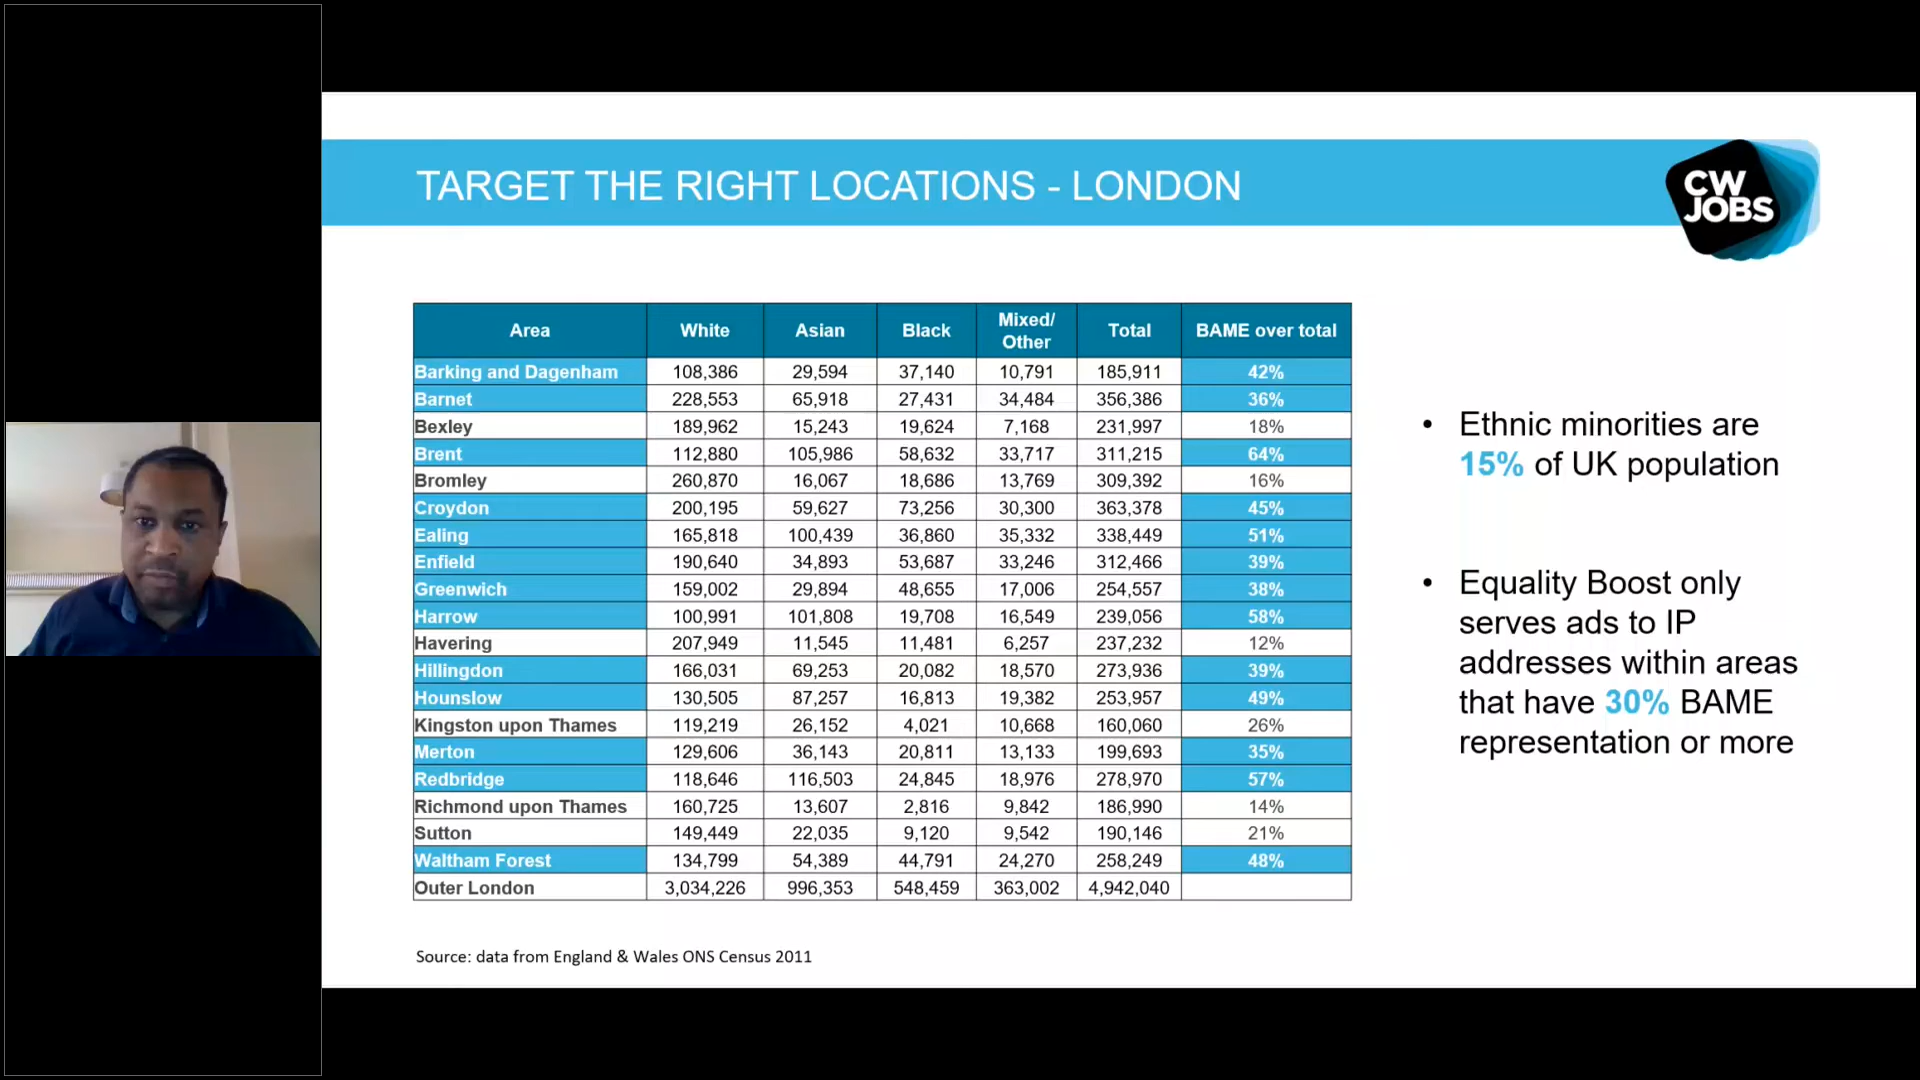 TARGET THE RIGHT LOCATIONS - LONDON
CW
JOBS
Area White Asian Black Mixed/ Other Total BAME over total
Barking and Dagenham 108,386 29,594 37,140 10,791 185,911 42%
Barnet 228,553 65,918 27,431 34,484 356,386 36%
Bexley 189,962 15,243 19,624 7,168 231,997 18%
Brent 112,880 105,986 58,632 33,717 311,215 64%
Bromley 260,870 16,067 18,686 13,769 309,392 16%
Croydon 200,195 59,627 73,256 30,300 363,378 45%
Ealing 165,818 100,439 36,860 35,332 338,449 51%
Enfield 190,640 34,893 53,687 33,246 312,466 39%
Greenwich 159,002 29,894 48,655 17,006 254,557 38%
Harrow 100,991 101,808 19,708 16,549 239,056 58%
Havering 207,949 11,545 11,481 6,257 237,232 12%
Hillingdon 166,031 69,253 20,082 18,570 273,936 39%
Hounslow 130,505 87,257 16,813 19,382 253,957 49%
Kingston upon Thames 119,219 26,152 4,021 10,668 160,060 26%
Merton 129,606 36,143 20,811 13,133 199,693 35%
Redbridge 118,646 116,503 24,845 18,976 278,970 57%
Richmond upon Thames 160,725 13,607 2,816 9,842 186,990 14%
Sutton 149,449 22,035 9,120 9,542 190,146 21%
Waltham Forest 134,799 54,389 44,791 24,270 258,249 48%
Outer London 3,034,226 996,353 548,459 363,002 4,942,040
• Ethnic minorities are
15% of UK population
• Equality Boost only
serves ads to IP
addresses within areas
that have 30% BAME
representation or more
Source: data from England & Wales ONS Census 2011